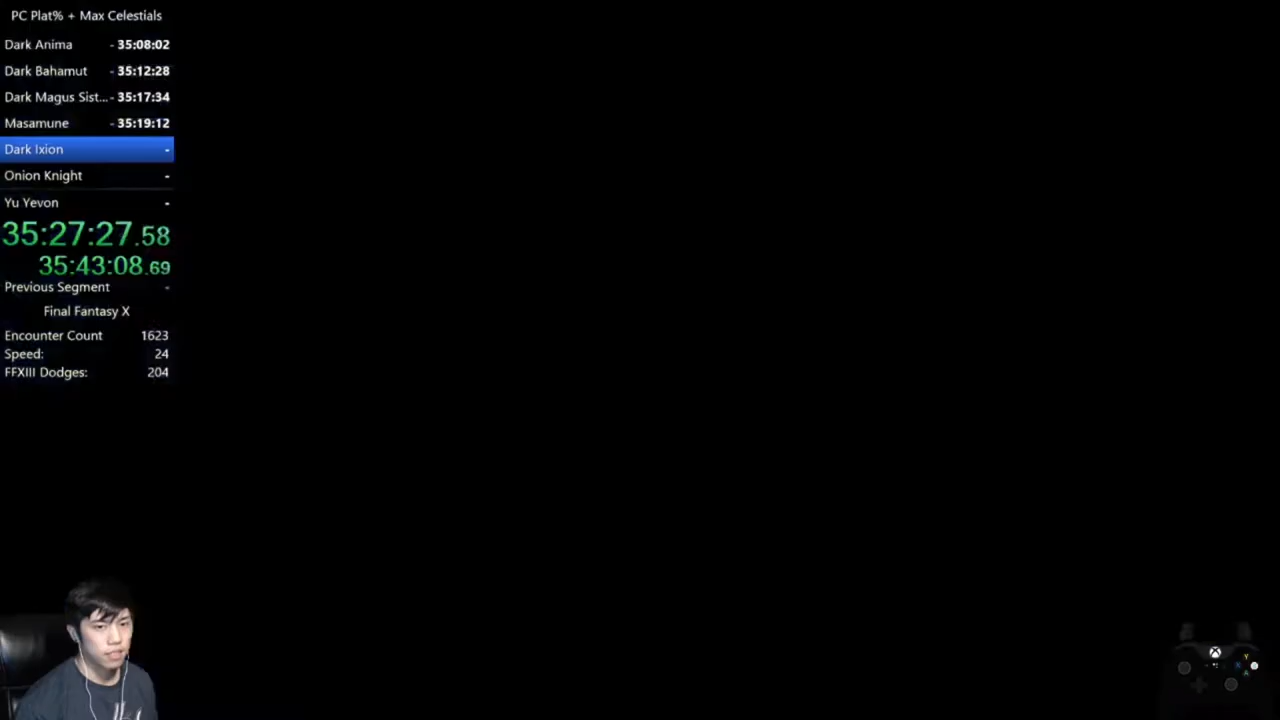 PC Plat% + Max Celestials
Dark Anima - 35:08:02
Dark Bahamut - 35:12:28
Dark Magus Sist... - 35:17:34
Masamune - 35:19:12
Dark Ixion -
Onion Knight -
Yu Yevon -
35:27:27.58
35:43:08.69
Previous Segment -
Final Fantasy X
Encounter Count 1623
Speed: 24
FFXIII Dodges: 204